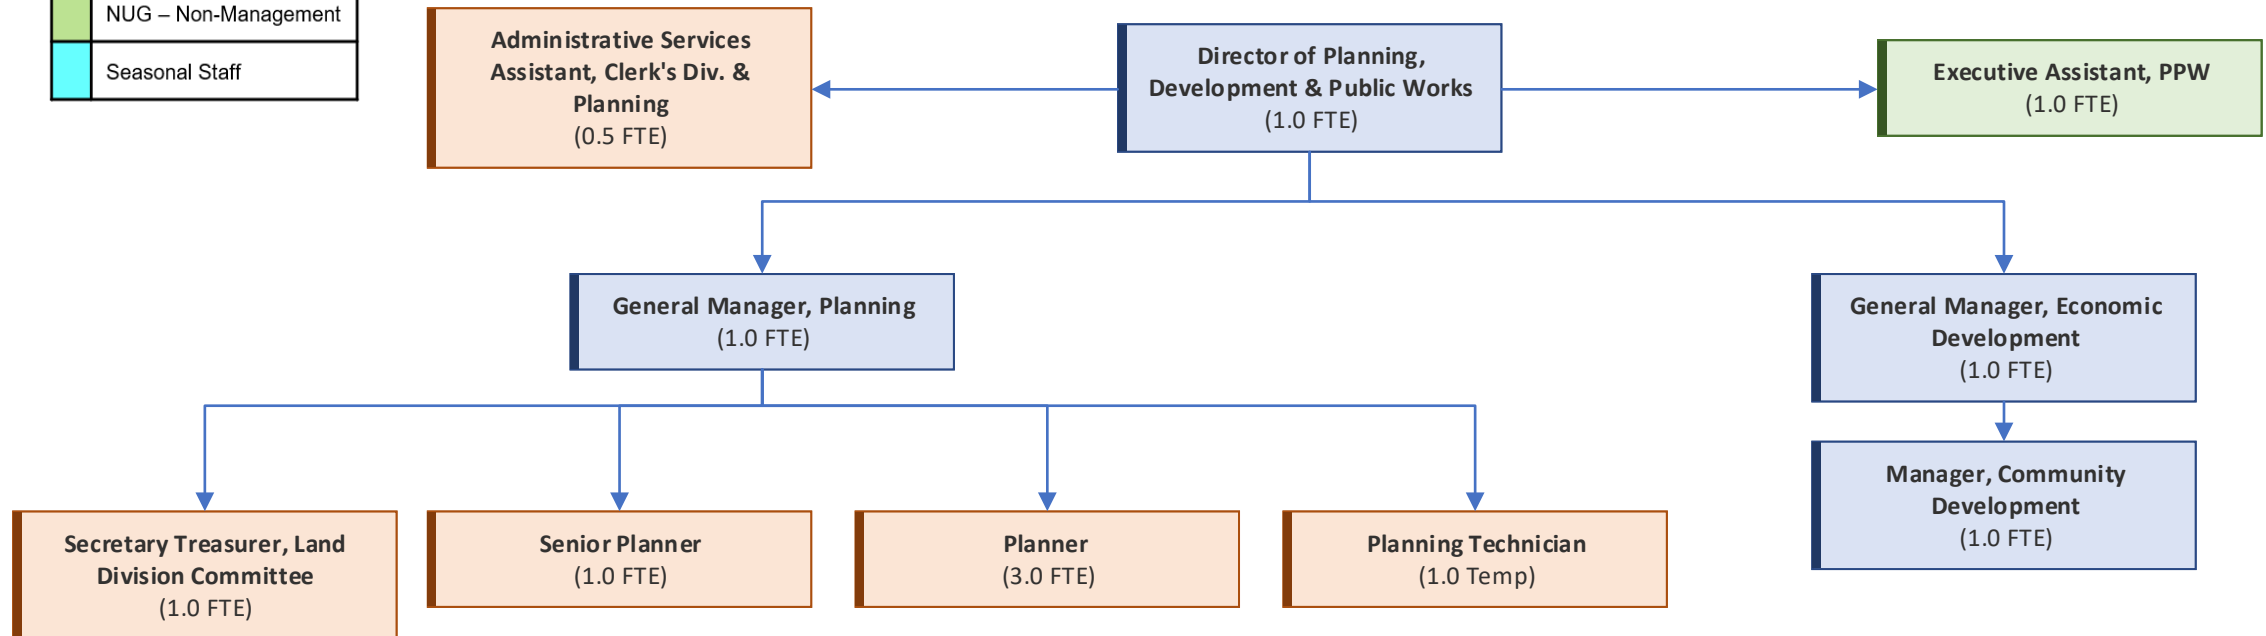 NUG – Non-Management
Seasonal Staff
Administrative Services
Assistant, Clerk's Div. &
Planning
(0.5 FTE)
Director of Planning,
Development & Public Works
(1.0 FTE)
Executive Assistant, PPW
(1.0 FTE)
General Manager, Planning
(1.0 FTE)
General Manager, Economic
Development
(1.0 FTE)
Manager, Community
Development
(1.0 FTE)
Secretary Treasurer, Land
Division Committee
(1.0 FTE)
Senior Planner
(1.0 FTE)
Planner
(3.0 FTE)
Planning Technician
(1.0 Temp)